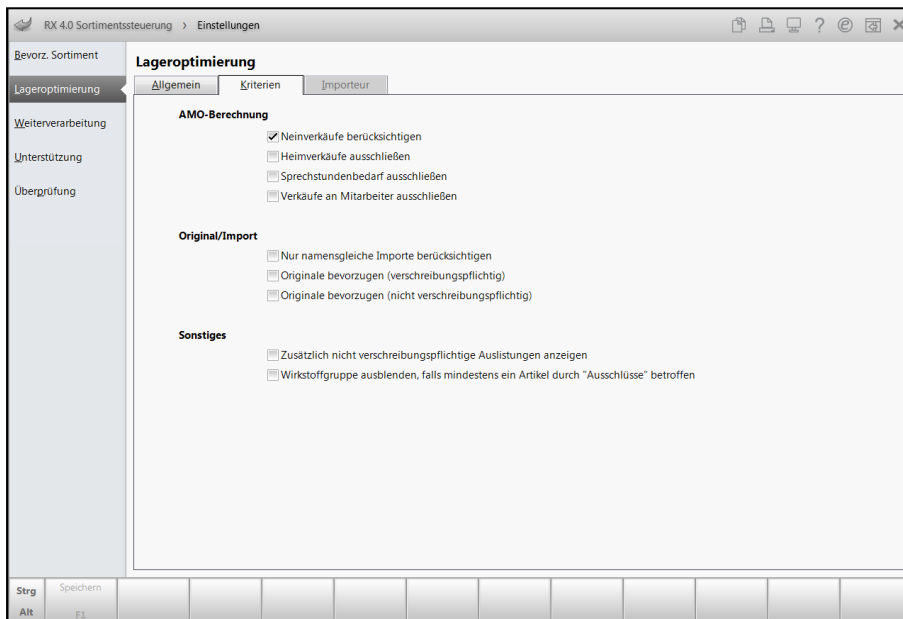 RX 4.0 Sortimentssteuerung > Einstellungen
Bevorz. Sortiment
Lageroptimierung
Weiterverarbeitung
Unterstützung
Überprüfung
Lageroptimierung
Allgemein Kriterien Importeur
AMO-Berechnung
Neinverkäufe berücksichtigen
Heimverkäufe ausschließen
Sprechstundenbedarf ausschließen
Verkäufe an Mitarbeiter ausschließen
Original/Import
Nur namensgleiche Importe berücksichtigen
Originale bevorzugen (verschreibungspflichtig)
Originale bevorzugen (nicht verschreibungspflichtig)
Sonstiges
Zusätzlich nicht verschreibungspflichtige Auslistungen anzeigen
Wirkstoffgruppe ausblenden, falls mindestens ein Artikel durch "Ausschlüsse" betroffen
Strg Speichern
Alt F1